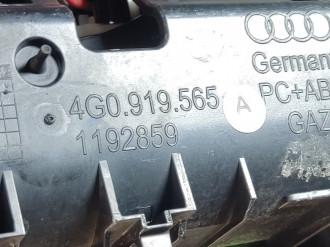 4G0.919.565 A
1192859
German
PC+AB
GAZ